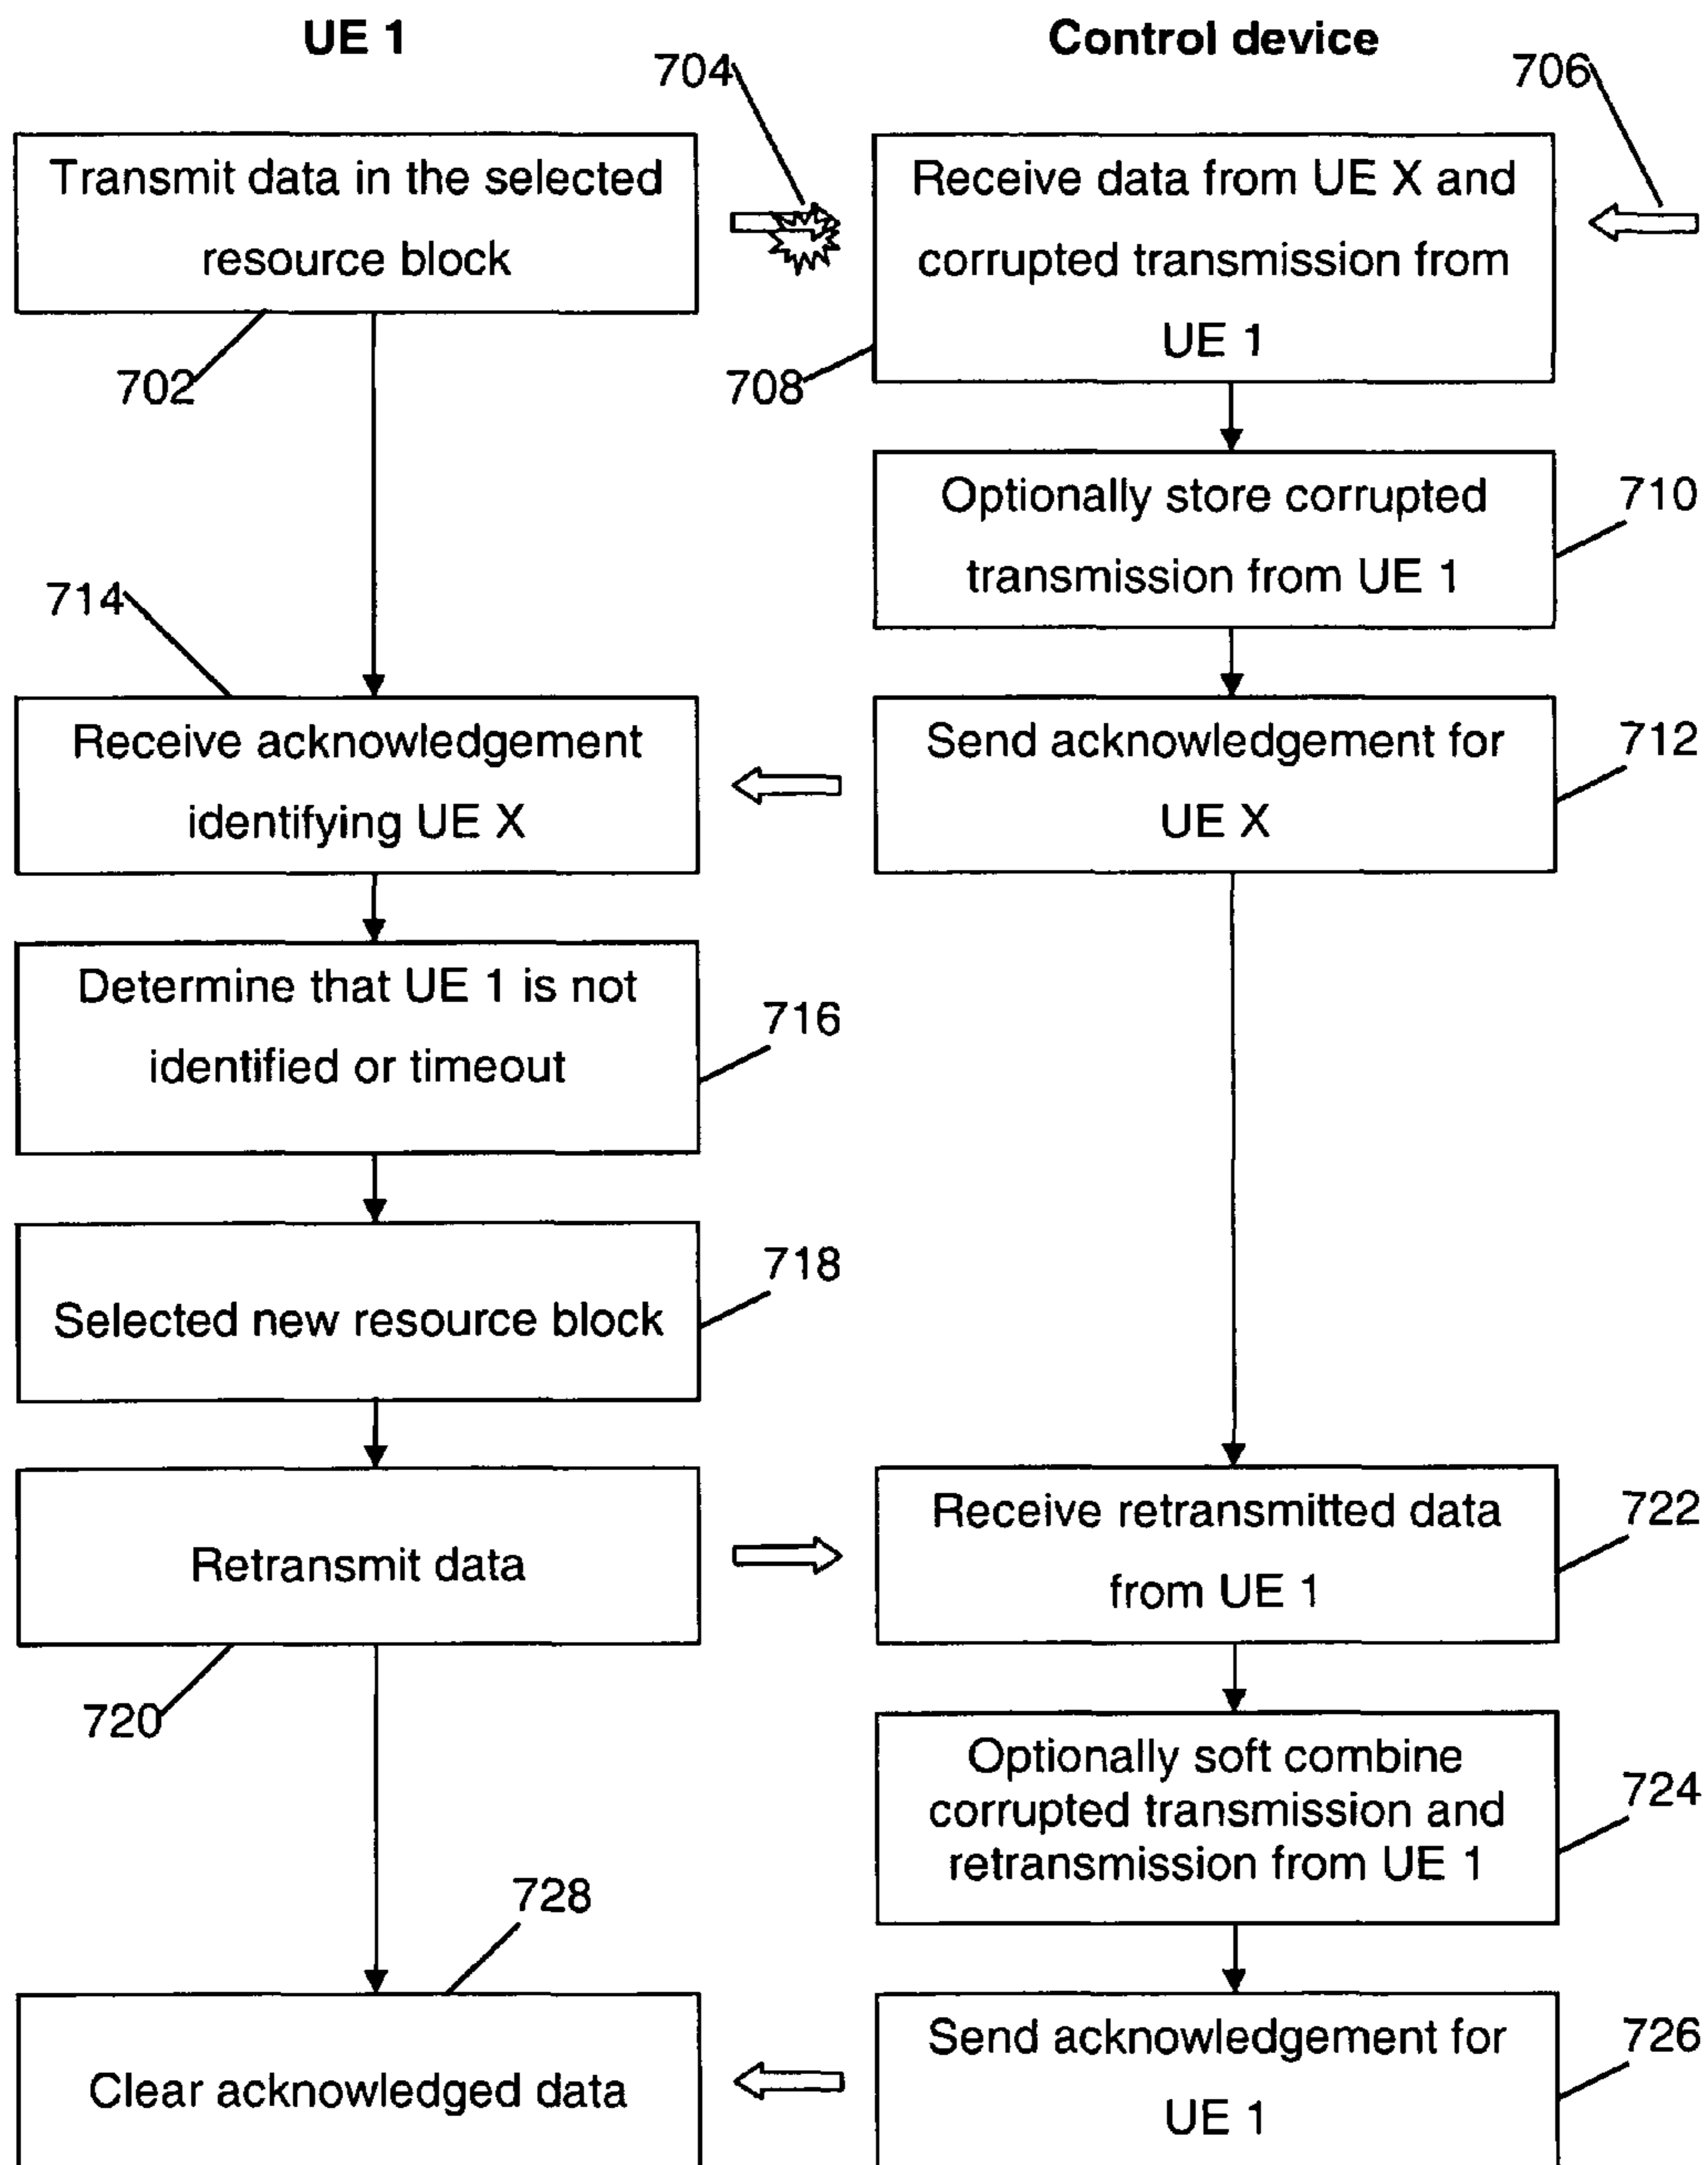 UE 1
Control device
704
706
Transmit data in the selected
resource block
Receive data from UE X and
corrupted transmission from
UE 1
702
708
Optionally store corrupted
transmission from UE 1
710
714
Receive acknowledgement
identifying UE X
Send acknowledgement for
UE X
712
Determine that UE 1 is not
identified or timeout
716
Selected new resource block
718
Retransmit data
Receive retransmitted data
from UE 1
722
720
Optionally soft combine
corrupted transmission and
retransmission from UE 1
724
728
Clear acknowledged data
Send acknowledgement for
UE 1
726